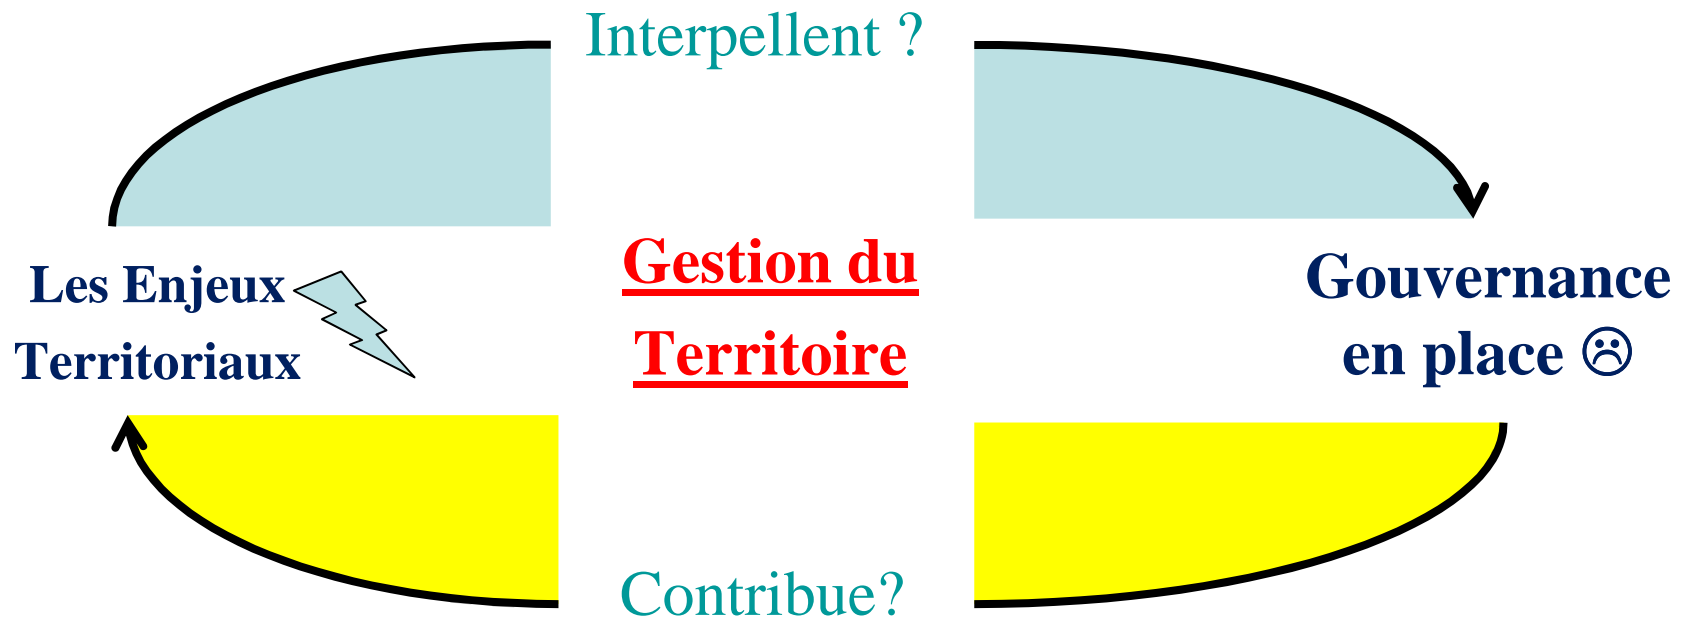 Interpellent ?
Gestion du
Territoire
Les Enjeux
Territoriaux
Gouvernance
en place ☹
Contribue?